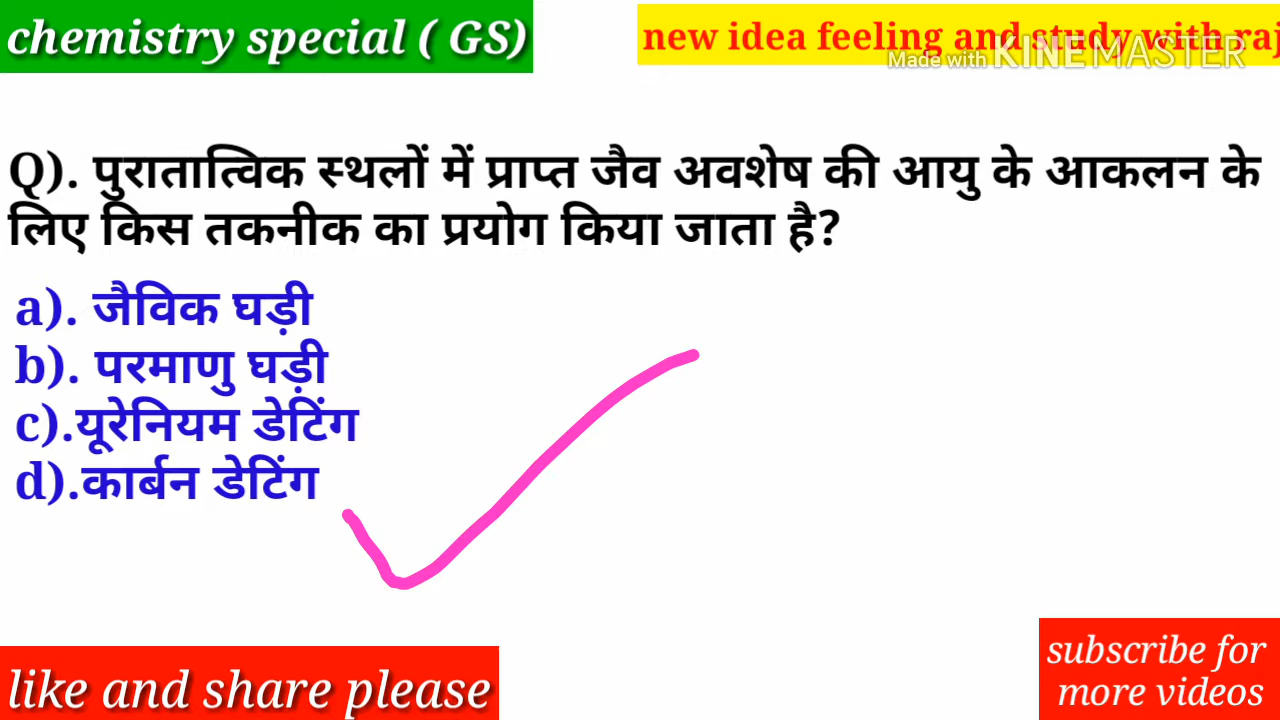 chemistry special ( GS)
new idea feeling and study with raj
Made with KINEMASTER
Q). पुरातात्विक स्थलों में प्राप्त जैव अवशेष की आयु के आकलन के
लिए किस तकनीक का प्रयोग किया जाता है?
a). जैविक घड़ी
b). परमाणु घड़ी
c).यूरेनियम डेटिंग
d).कार्बन डेटिंग
like and share please
subscribe for
more videos